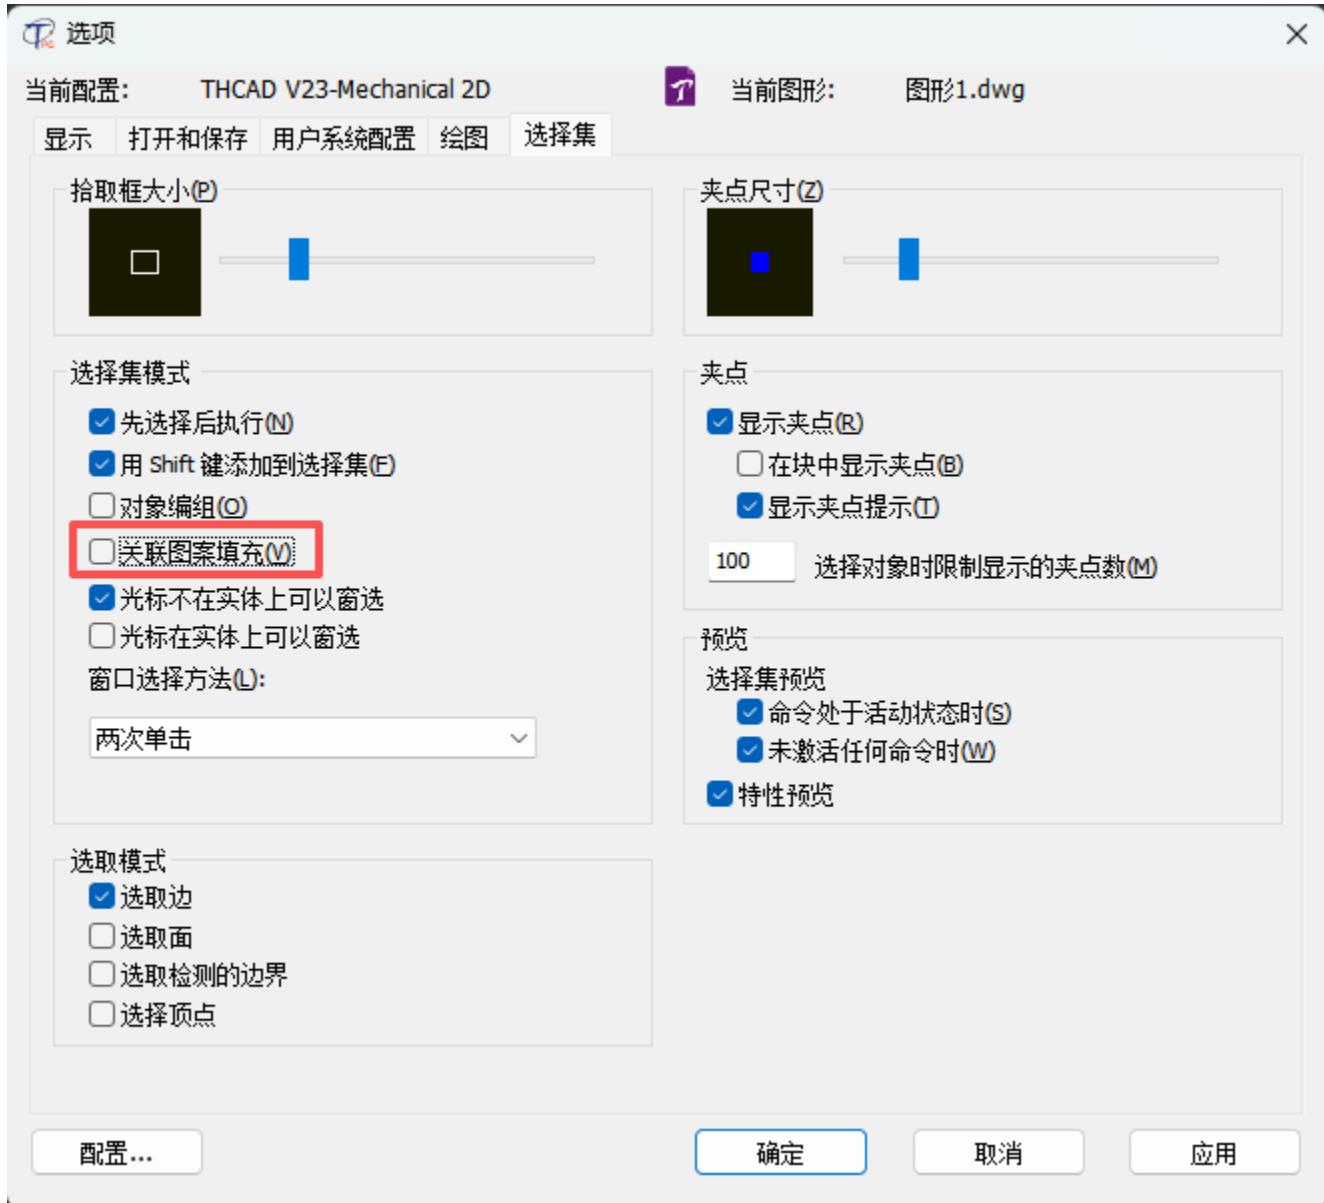 选项
当前配置: THCAD V23-Mechanical 2D 当前图形: 图形1.dwg
显示 打开和保存 用户系统配置 绘图 选择集
拾取框大小(P)
夹点尺寸(Z)
选择集模式
先选择后执行(N)
用 Shift 键添加到选择集(F)
对象编组(O)
关联图案填充(V)
光标不在实体上可以窗选
光标在实体上可以窗选
窗口选择方法(L):
两次单击
夹点
显示夹点(R)
在块中显示夹点(B)
显示夹点提示(T)
100 选择对象时限制显示的夹点数(M)
预览
选择集预览
命令处于活动状态时(S)
未激活任何命令时(W)
特性预览
选取模式
选取边
选取面
选取检测的边界
选择顶点
配置... 确定 取消 应用